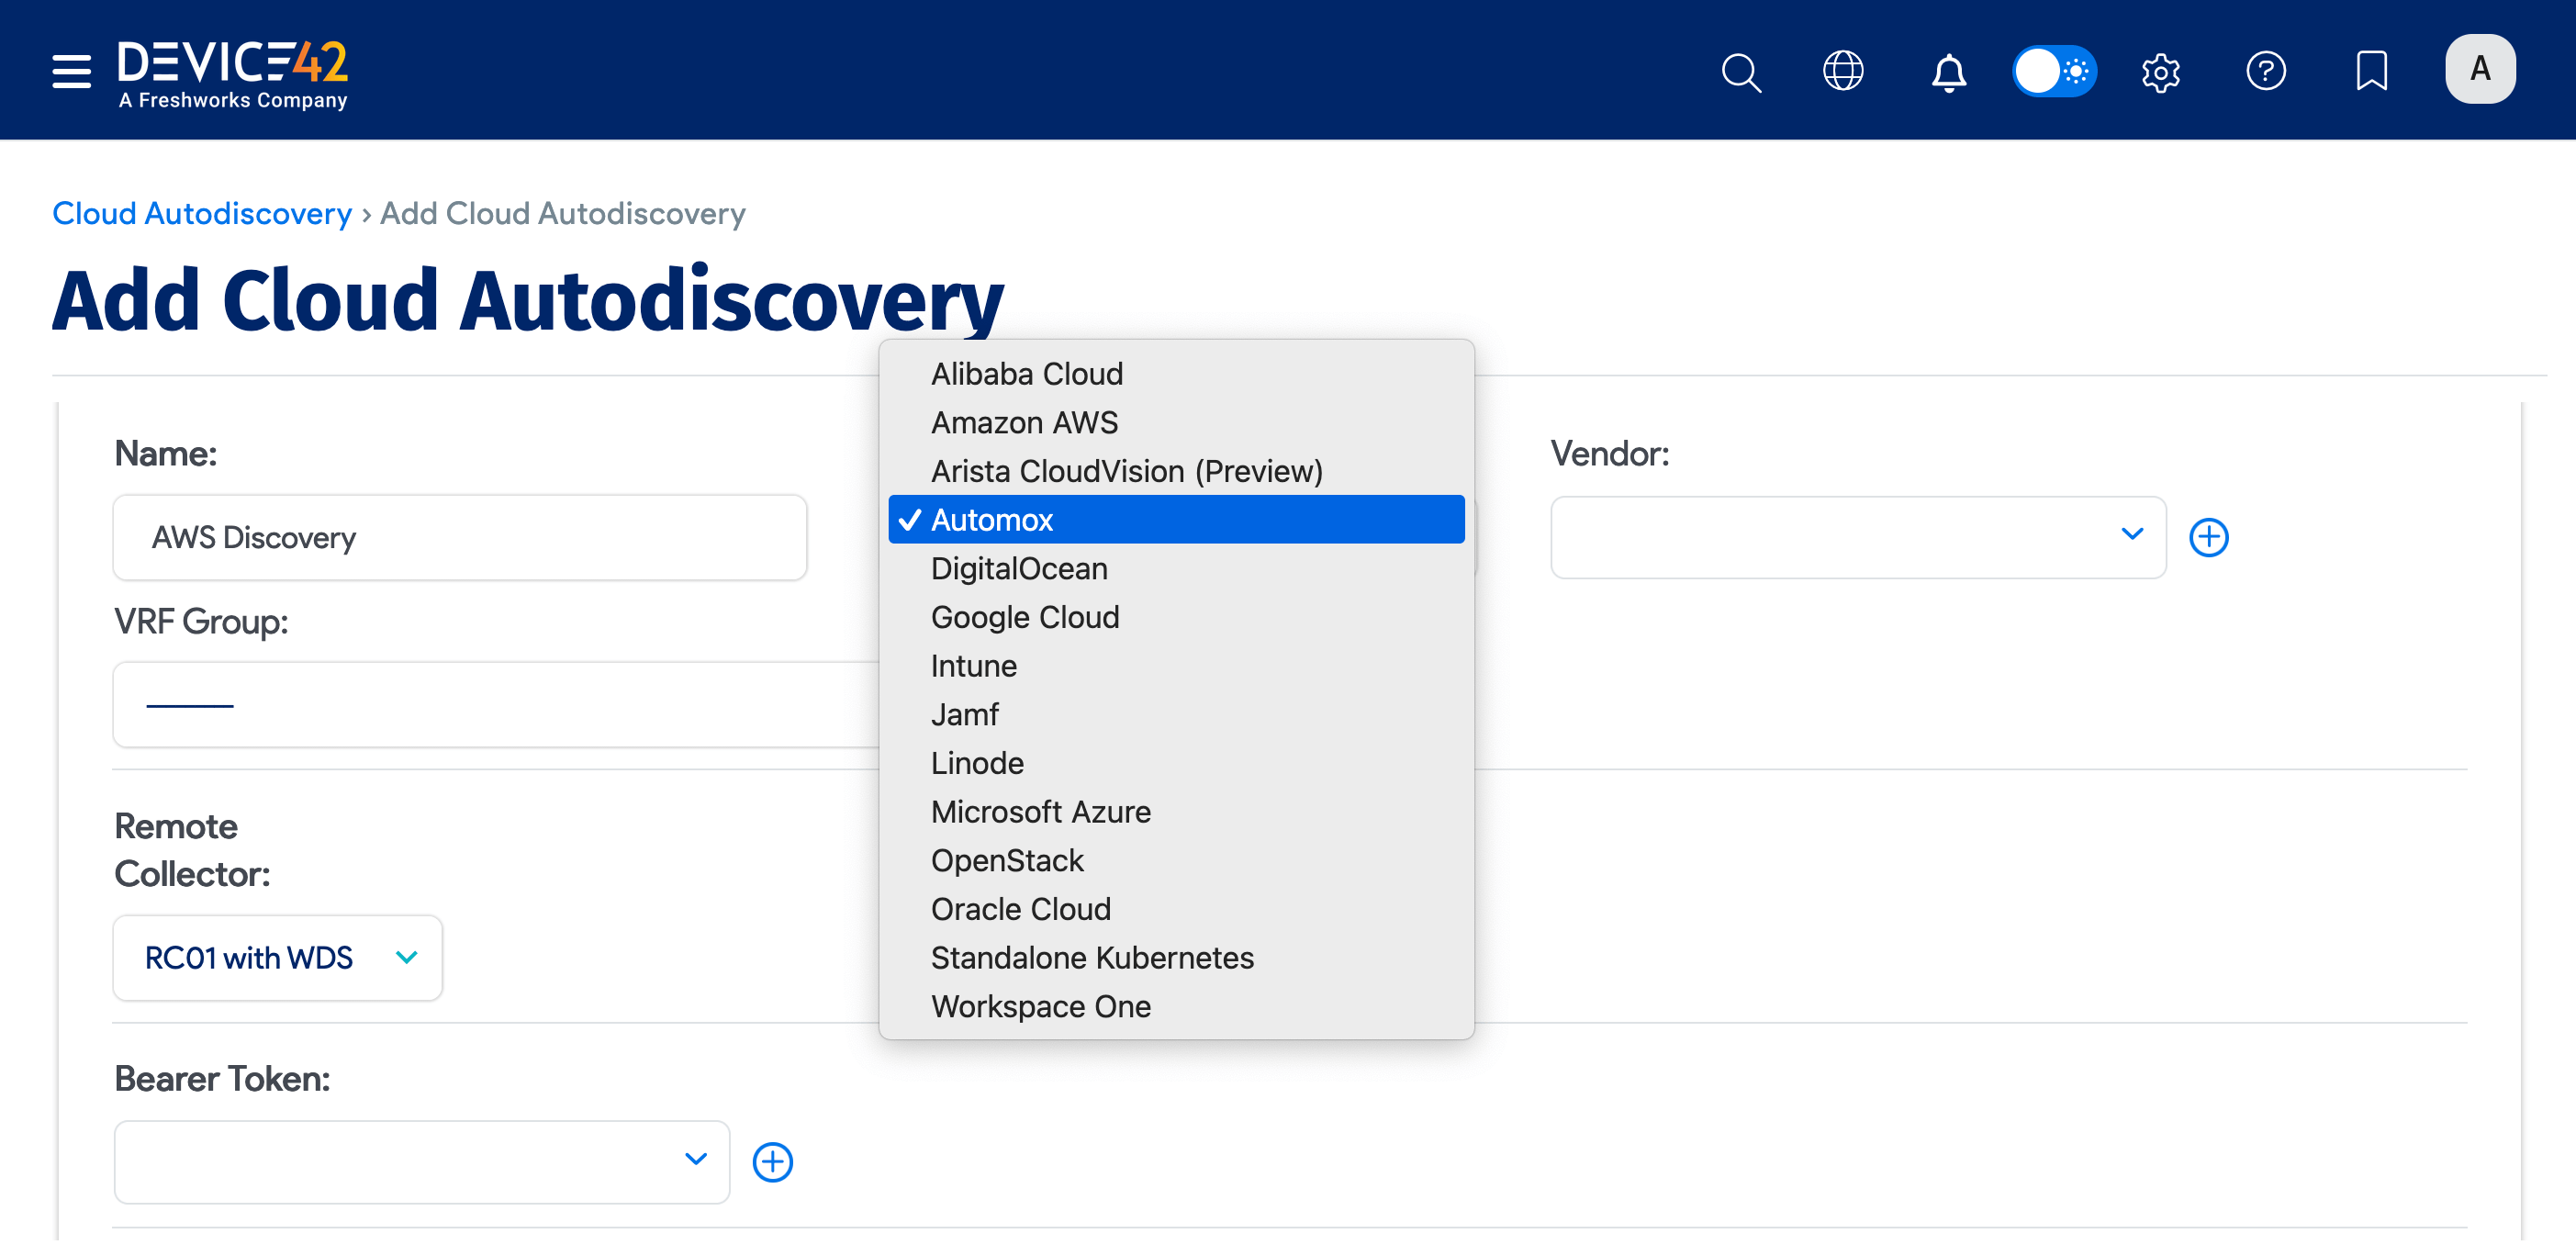 DEVICE42
A Freshworks Company
A
Cloud Autodiscovery › Add Cloud Autodiscovery
Add Cloud Autodiscovery
Name:
AWS Discovery
Alibaba Cloud
Amazon AWS
Arista CloudVision (Preview)
✓ Automox
DigitalOcean
Google Cloud
Intune
Jamf
Linode
Microsoft Azure
OpenStack
Oracle Cloud
Standalone Kubernetes
Workspace One
Vendor:
VRF Group:
Remote
Collector:
RC01 with WDS
Bearer Token: